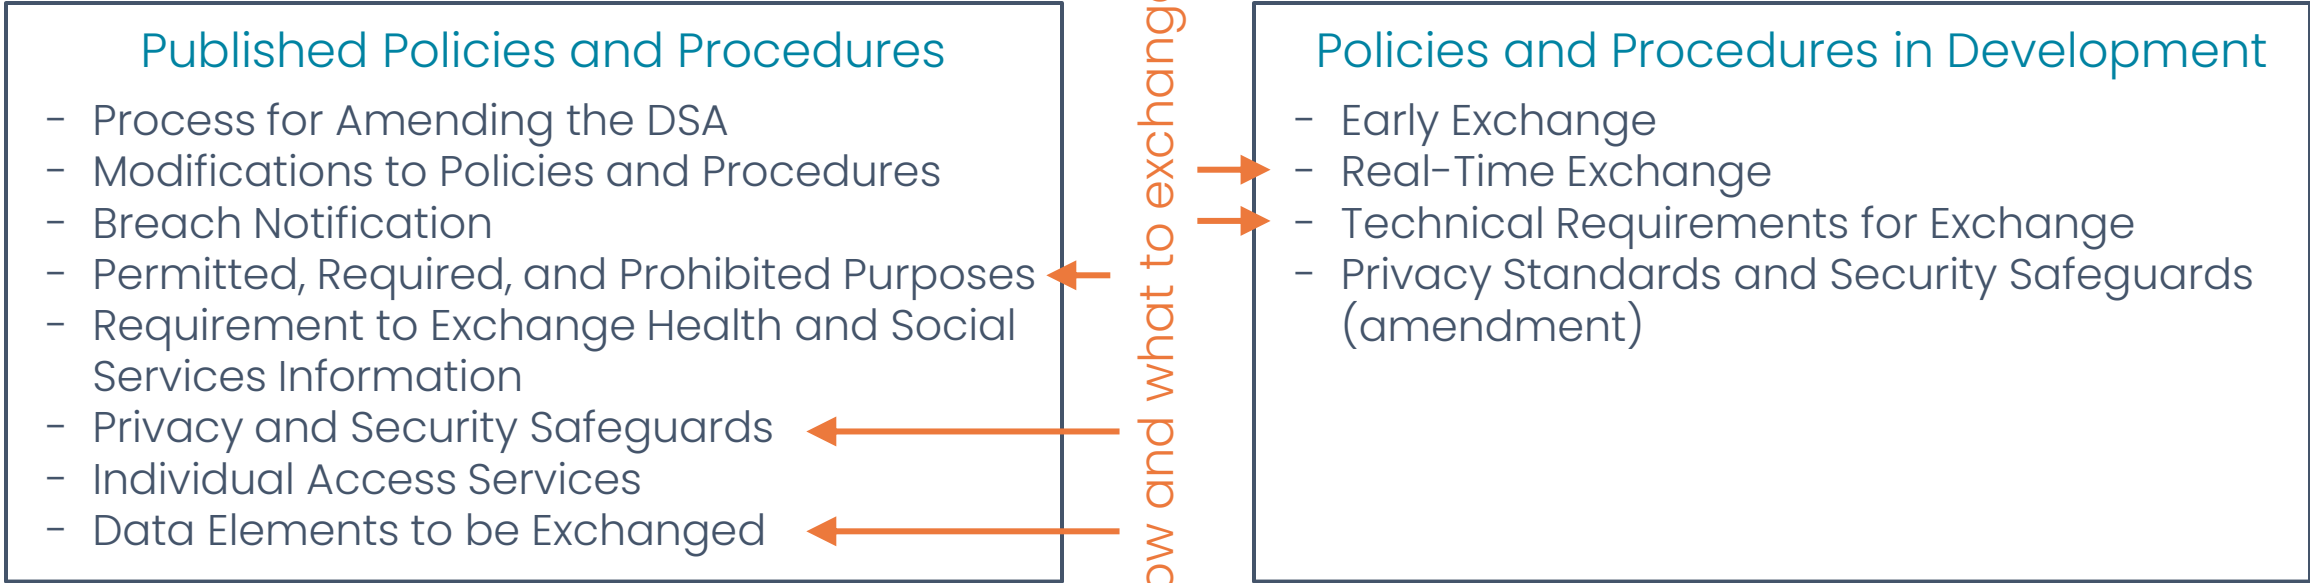 Published Policies and Procedures
- Process for Amending the DSA
- Modifications to Policies and Procedures
- Breach Notification
- Permitted, Required, and Prohibited Purposes
- Requirement to Exchange Health and Social
Services Information
- Privacy and Security Safeguards
- Individual Access Services
- Data Elements to be Exchanged
and what to exchange
Policies and Procedures in Development
- Early Exchange
- Real-Time Exchange
- Technical Requirements for Exchange
- Privacy Standards and Security Safeguards
(amendment)